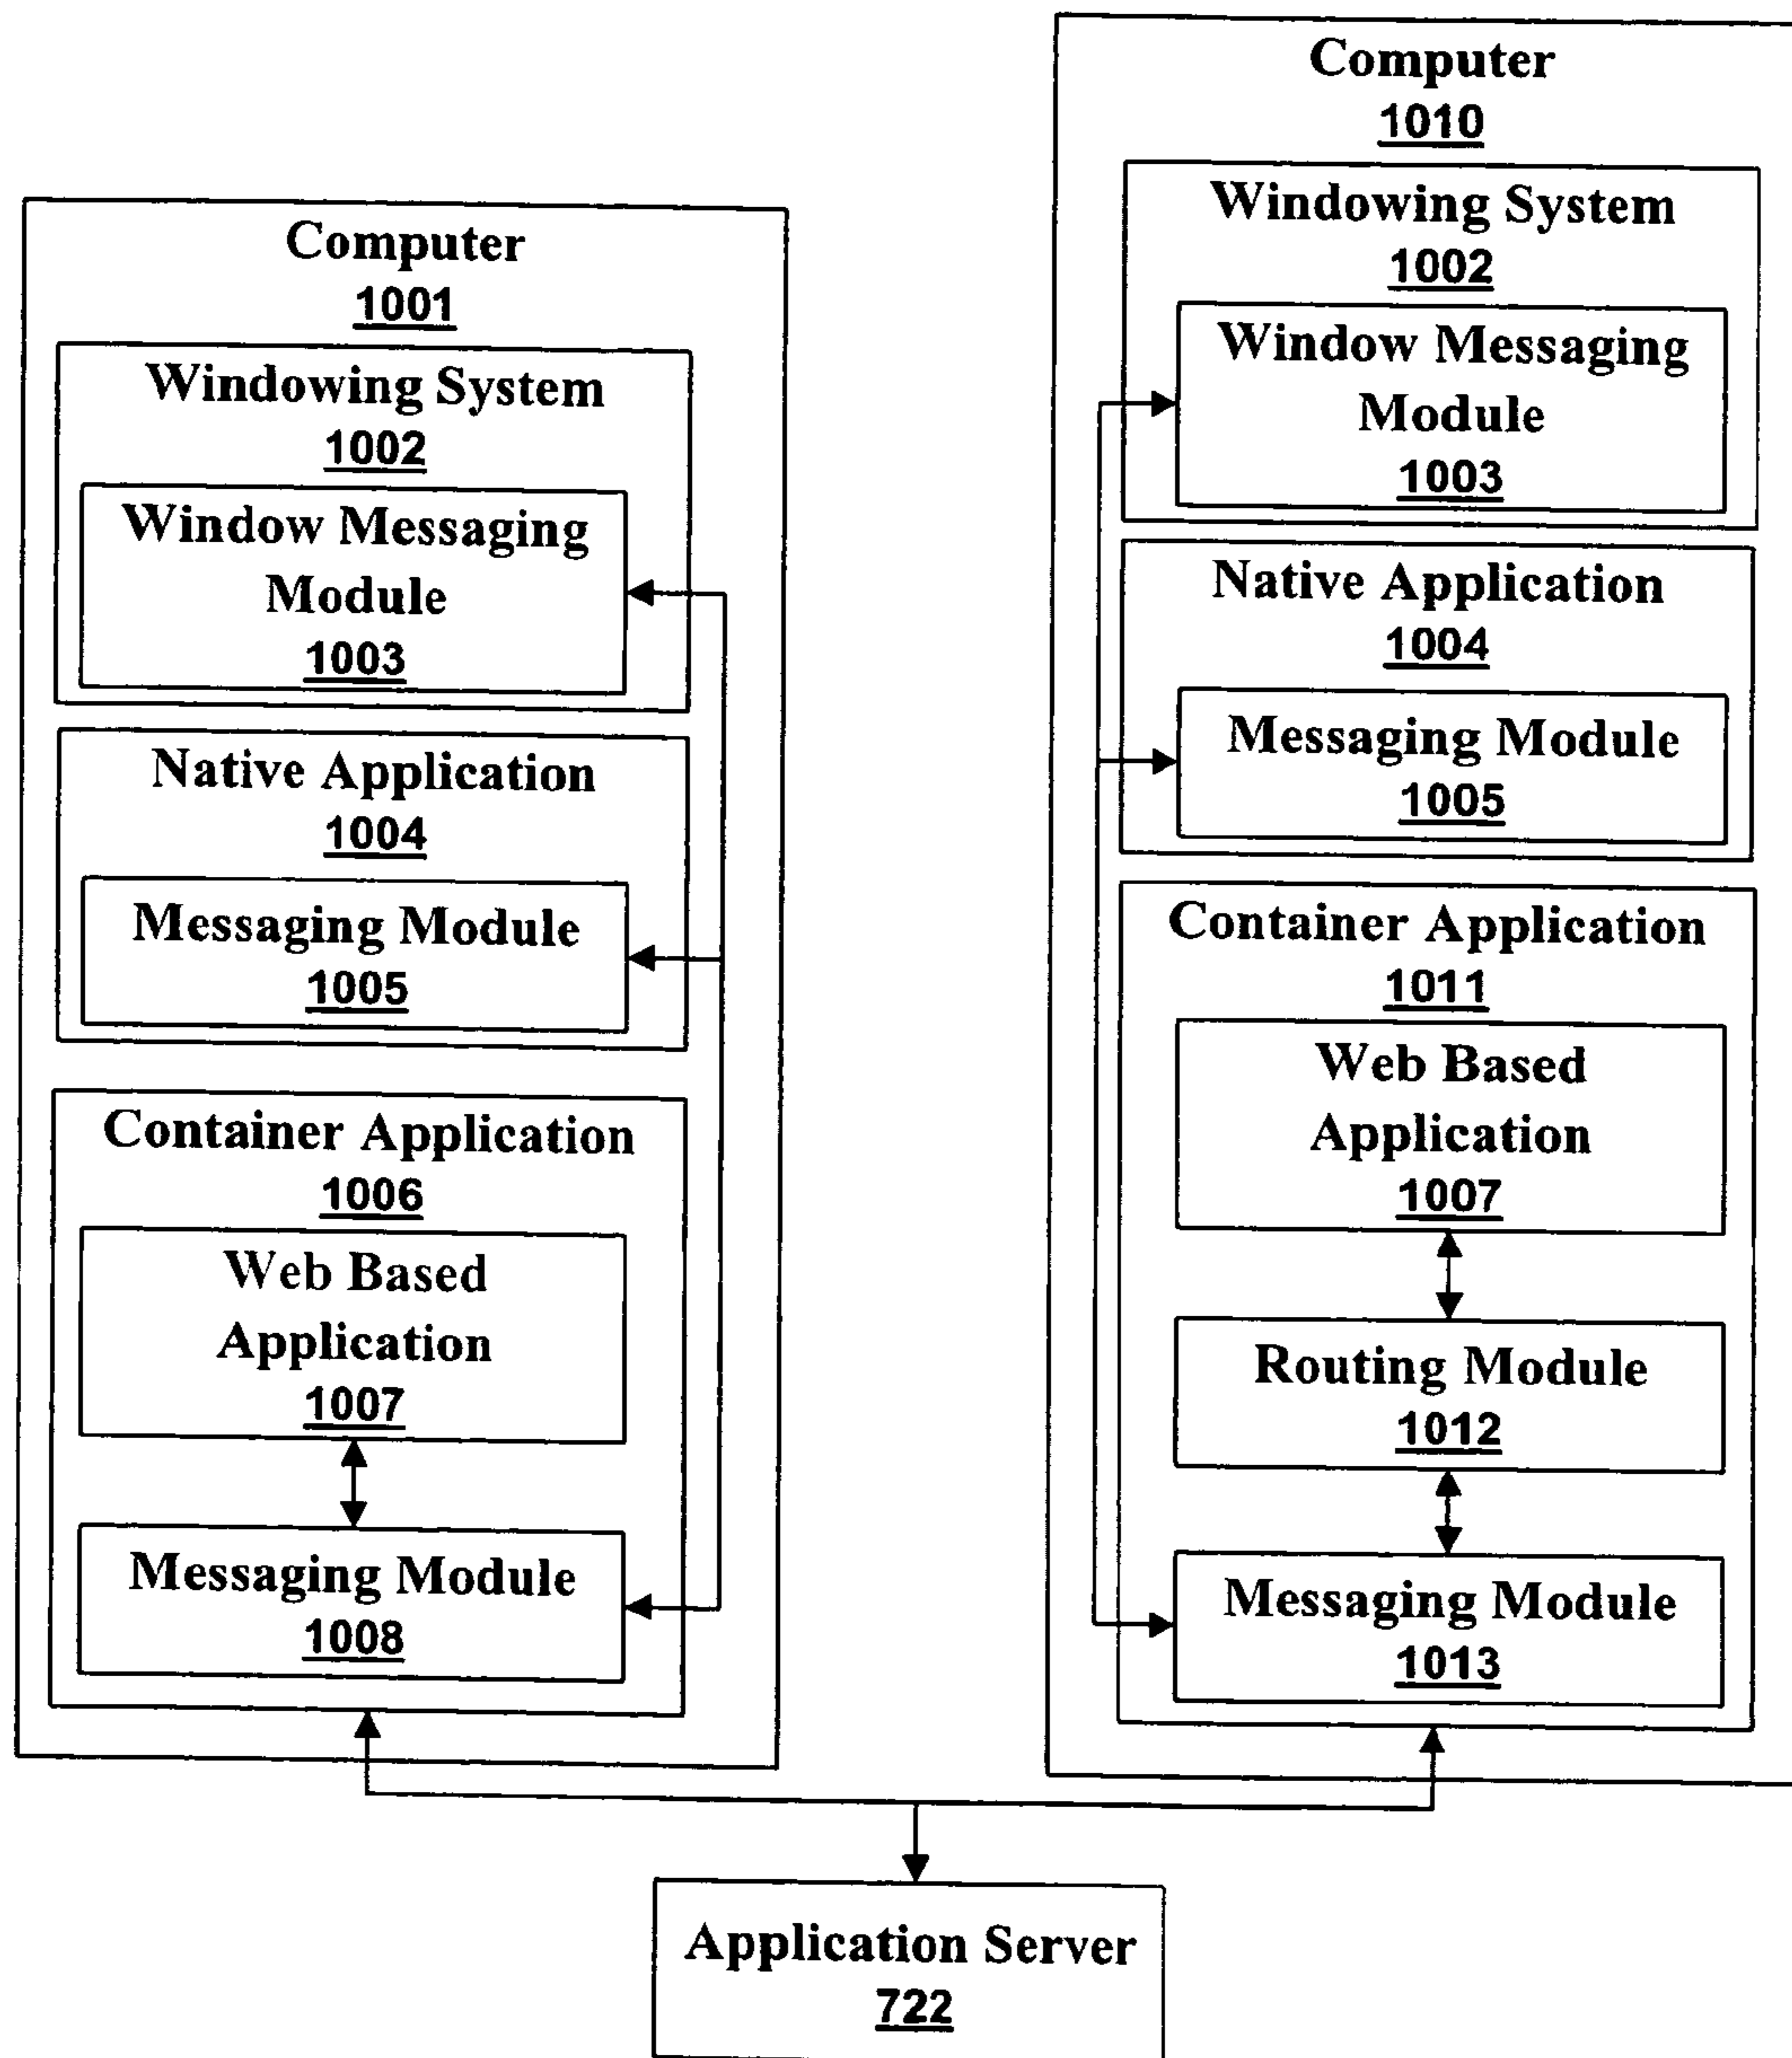 Computer
1001
Windowing System
1002
Window Messaging
Module
1003
Native Application
1004
Messaging Module
1005
Container Application
1006
Web Based
Application
1007
Messaging Module
1008
Computer
1010
Windowing System
1002
Window Messaging
Module
1003
Native Application
1004
Messaging Module
1005
Container Application
1011
Web Based
Application
1007
Routing Module
1012
Messaging Module
1013
Application Server
722